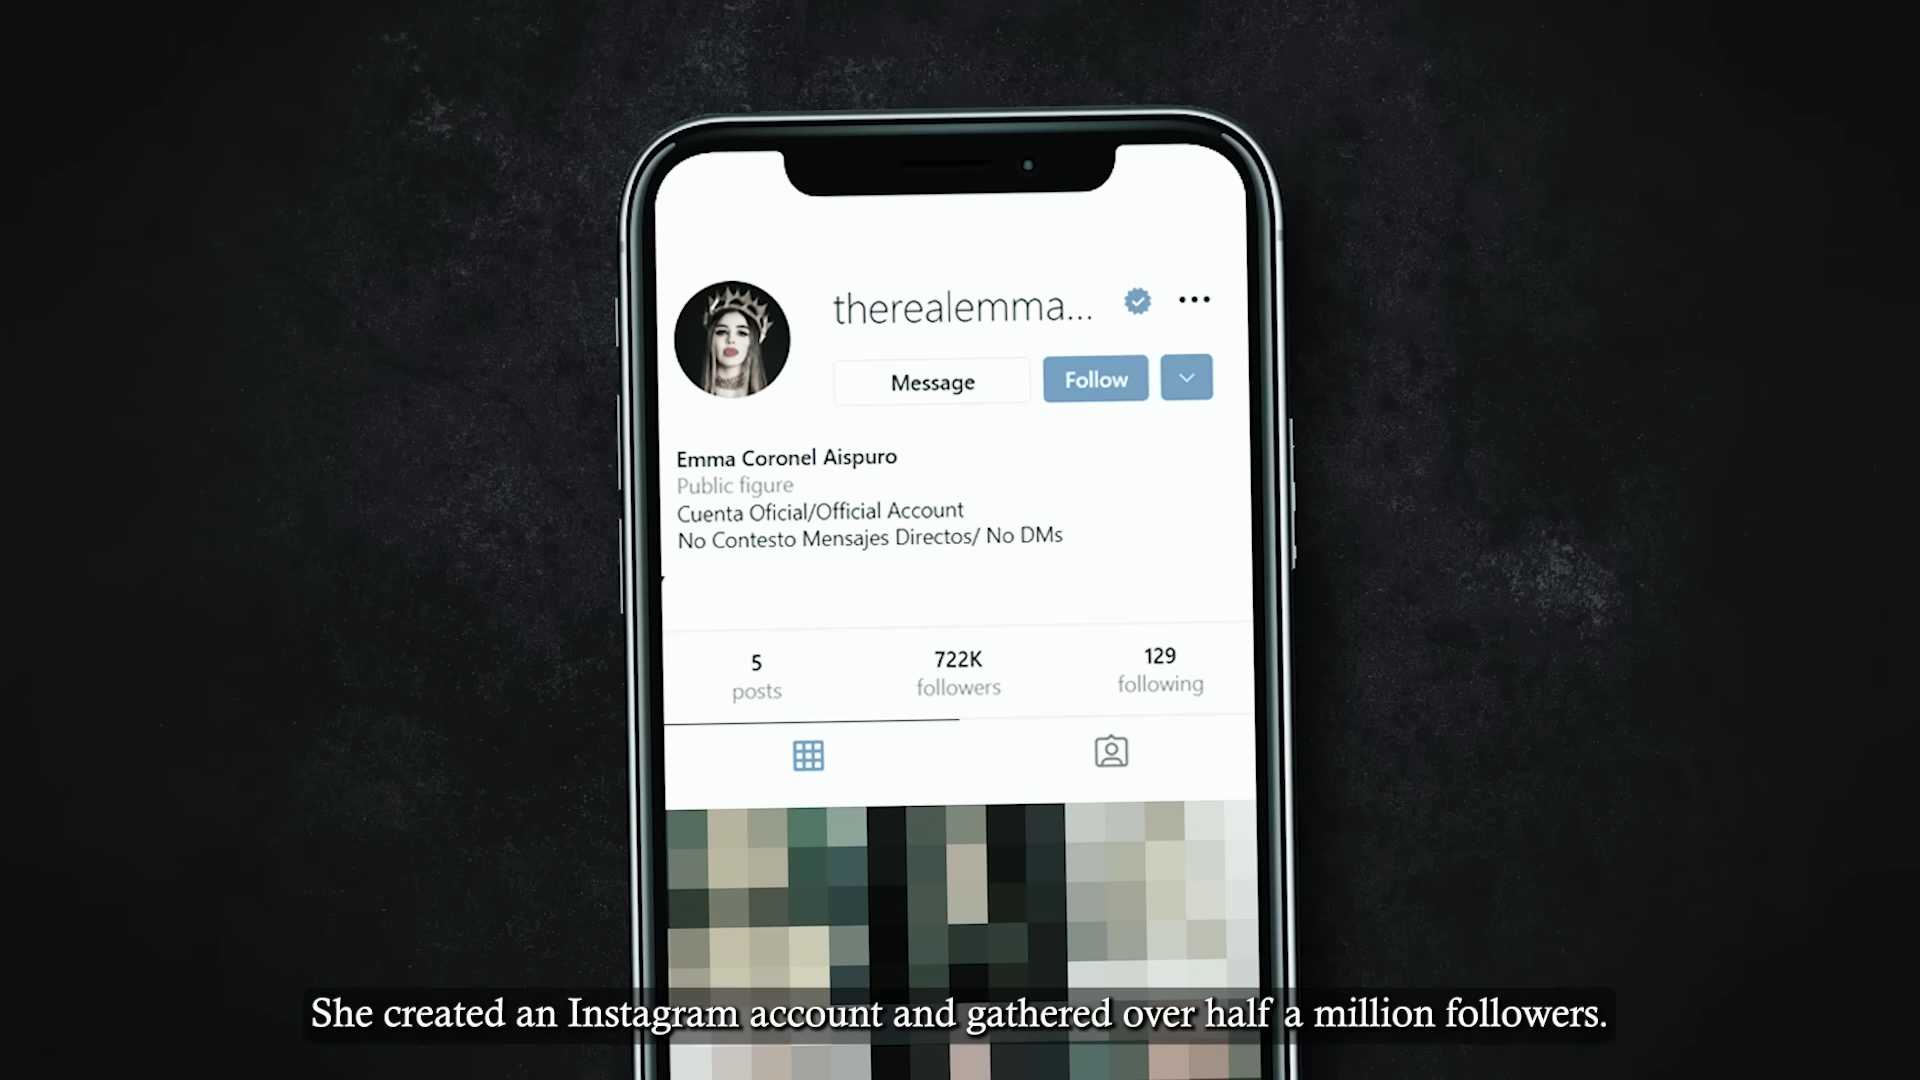 therealemma...
Message
Follow
Emma Coronel Aispuro
Public figure
Cuenta Oficial/Official Account
No Contesto Mensajes Directos/ No DMs
5 722K 129
posts followers following
She created an Instagram account and gathered over half a million followers.